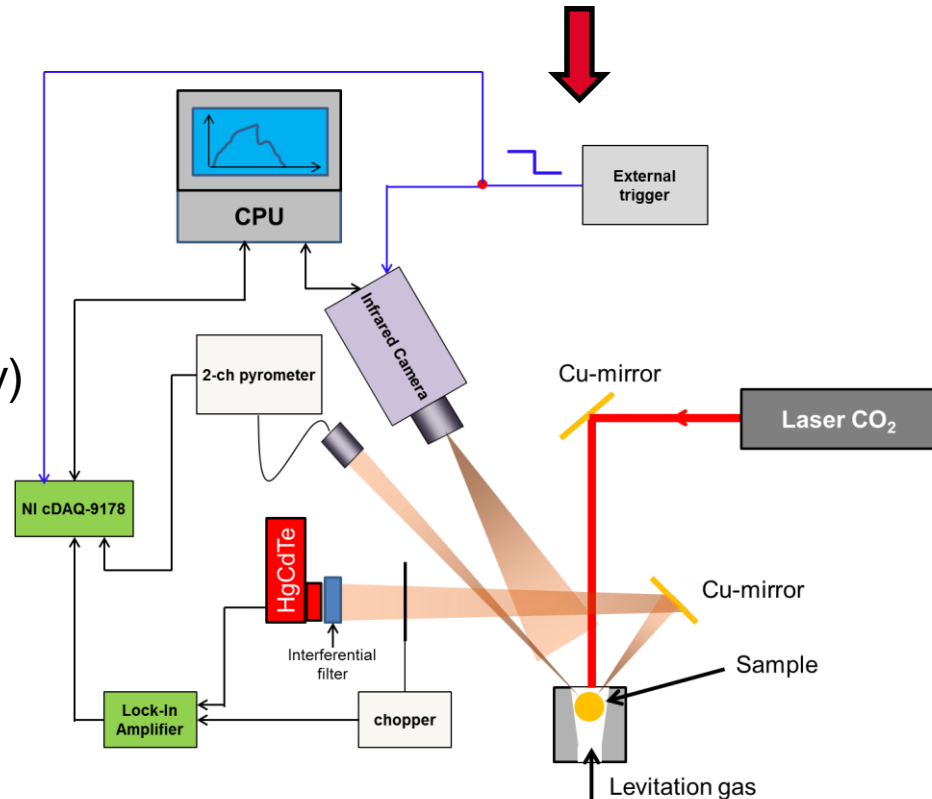 External
trigger
CPU
Infrared Camera
y)
2-ch pyrometer
Cu-mirror
Laser CO₂
NI cDAQ-9178
HgCdTe
Cu-mirror
Interferential
filter
Sample
Lock-In
Amplifier
chopper
Levitation gas